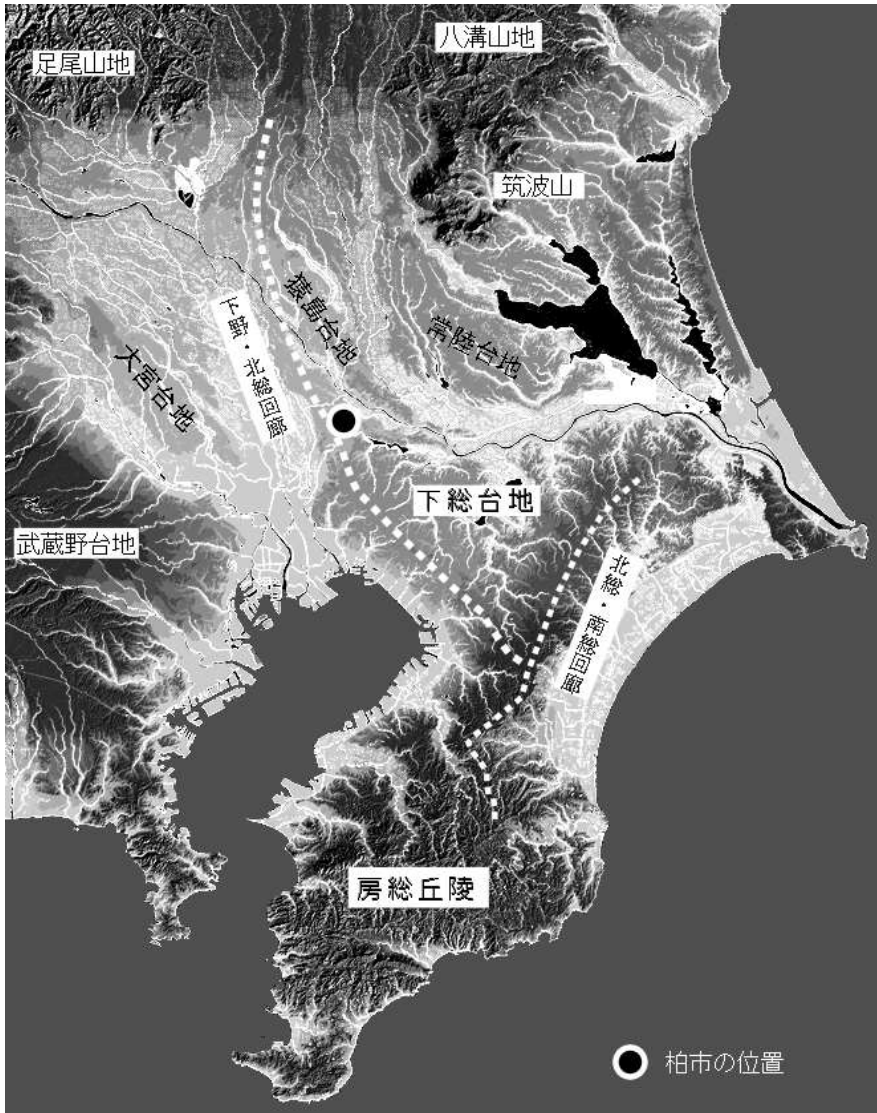 八溝山地
足尾山地
筑波山
猿島台地
常陸台地
下野・北総回廊
大宮台地
下総台地
武蔵野台地
北総・南総回廊
房総丘陵
柏市の位置